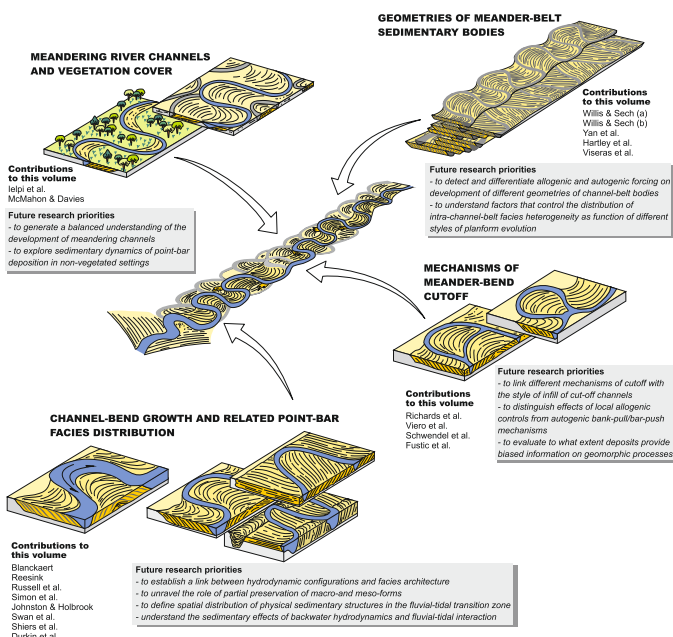 MEANDERING RIVER CHANNELS
AND VEGETATION COVER
Contributions
to this volume
Ielpi et al.
McMahon & Davies
Future research priorities
- to generate a balanced understanding of the
development of meandering channels
- to explore sedimentary dynamics of point-bar
deposition in non-vegetated settings
GEOMETRIES OF MEANDER-BELT
SEDIMENTARY BODIES
Contributions
to this volume
Willis & Sech (a)
Willis & Sech (b)
Yan et al.
Hartley et al.
Viseras et al.
Future research priorities
- to detect and differentiate allogenic and autogenic forcing on
development of different geometries of channel-belt bodies
- to understand factors that control the distribution of
intra-channel-belt facies heterogeneity as function of different
styles of planform evolution
MECHANISMS OF
MEANDER-BEND
CUTOFF
Contributions
to this volume
Richards et al.
Viero et al.
Schwendel et al.
Fustic et al.
Future research priorities
- to link different mechanisms of cutoff with
the style of infill of cut-off channels
- to distinguish effects of local allogenic
controls from autogenic bank-pull/bar-push
mechanisms
- to evaluate to what extent deposits provide
biased information on geomorphic processes
CHANNEL-BEND GROWTH AND RELATED POINT-BAR
FACIES DISTRIBUTION
Contributions to
this volume
Blanckaert
Reesink
Russell et al.
Simon et al.
Johnston & Holbrook
Swan et al.
Shiers et al.
Durkin et al.
Future research priorities
- to establish a link between hydrodynamic configurations and facies architecture
- to unravel the role of partial preservation of macro-and meso-forms
- to define spatial distribution of physical sedimentary structures in the fluvial-tidal transition zone
- understand the sedimentary effects of backwater hydrodynamics and fluvial-tidal interaction